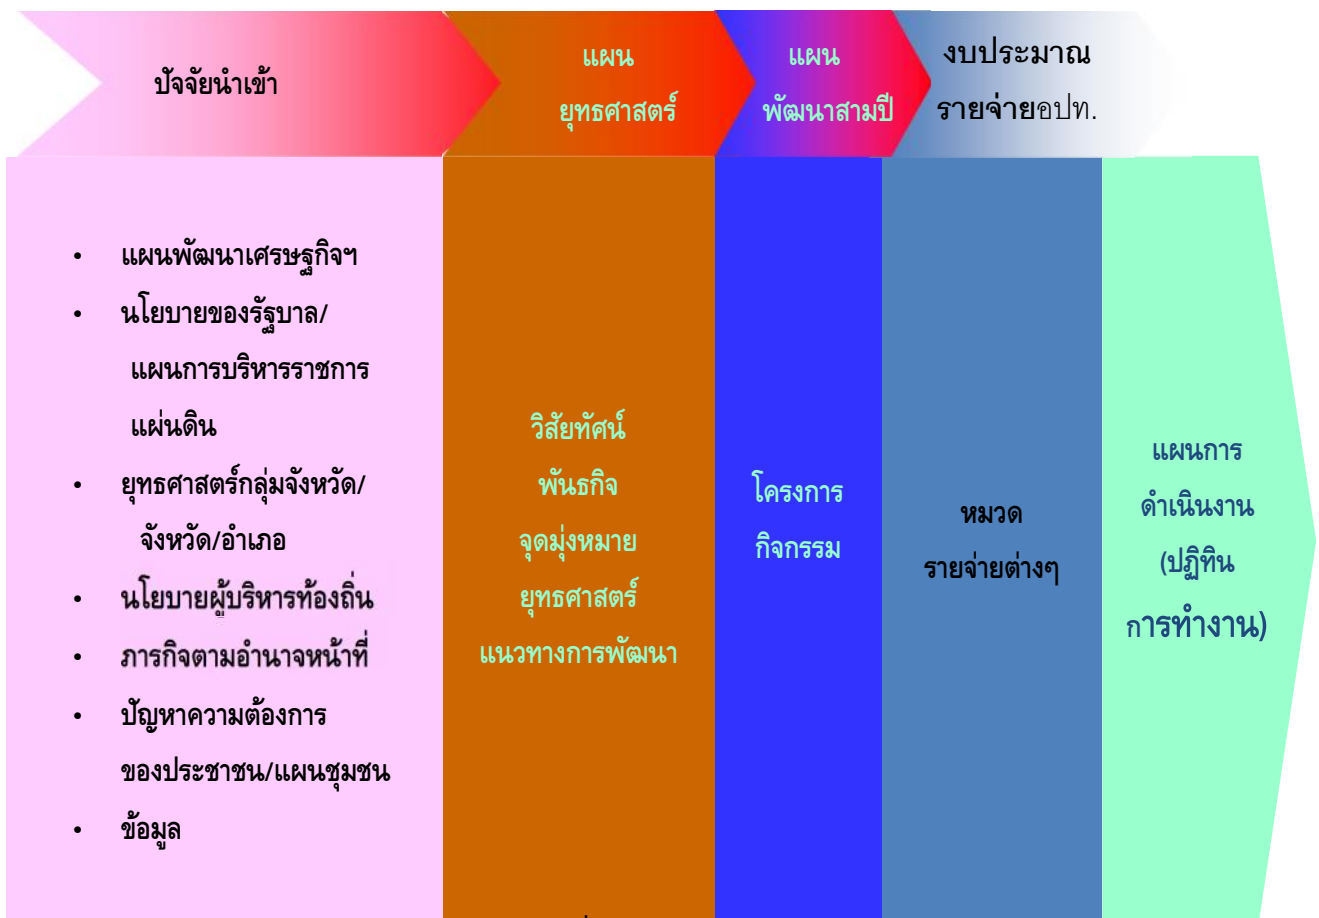 ปัจจัยนำเข้า
แผน
ยุทธศาสตร์
แผน
พัฒนาสามปี
งบประมาณ
รายจ่ายอปท.
• แผนพัฒนาเศรษฐกิจฯ
• นโยบายของรัฐบาล/
แผนการบริหารราชการ
แผ่นดิน
• ยุทธศาสตร์กลุ่มจังหวัด/
จังหวัด/อำเภอ
• นโยบายผู้บริหารท้องถิ่น
• ภารกิจตามอำนาจหน้าที่
• ปัญหาความต้องการ
ของประชาชน/แผนชุมชน
• ข้อมูล
วิสัยทัศน์
พันธกิจ
จุดมุ่งหมาย
ยุทธศาสตร์
แนวทางการพัฒนา
โครงการ
กิจกรรม
หมวด
รายจ่ายต่างๆ
แผนการ
ดำเนินงาน
(ปฏิทิน
การทำงาน)